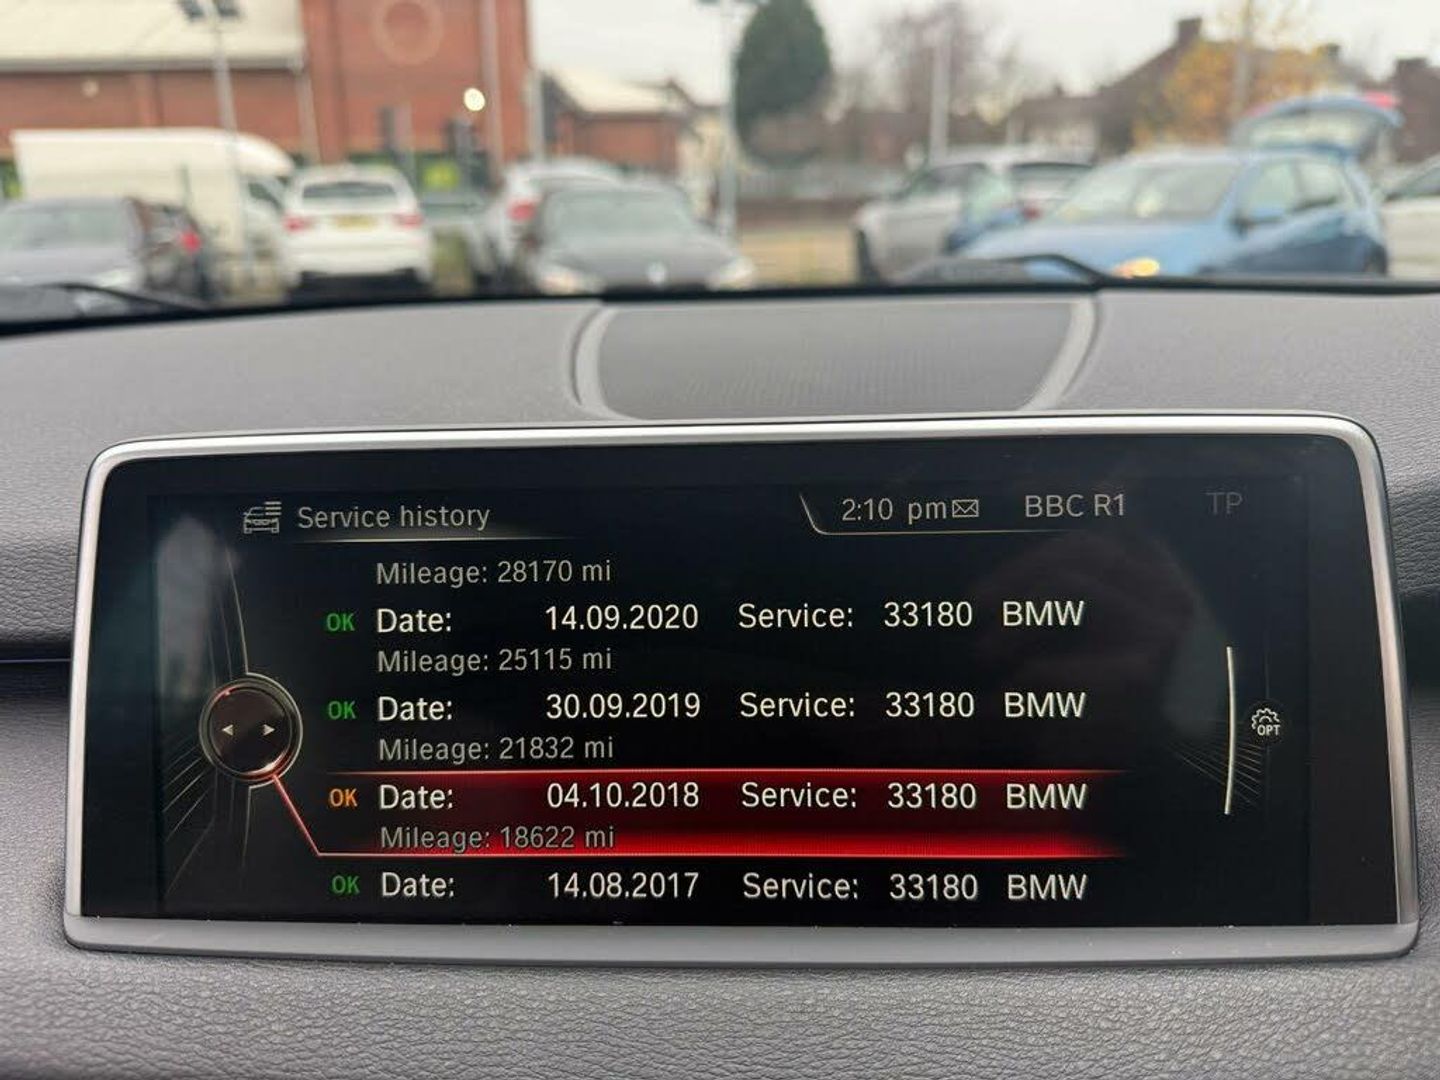 Service history
2:10 pm BBC R1 TP
Mileage: 28170 mi
OK Date: 14.09.2020 Service: 33180 BMW
Mileage: 25115 mi
OK Date: 30.09.2019 Service: 33180 BMW
Mileage: 21832 mi
OK Date: 04.10.2018 Service: 33180 BMW
Mileage: 18622 mi
OK Date: 14.08.2017 Service: 33180 BMW
OPT